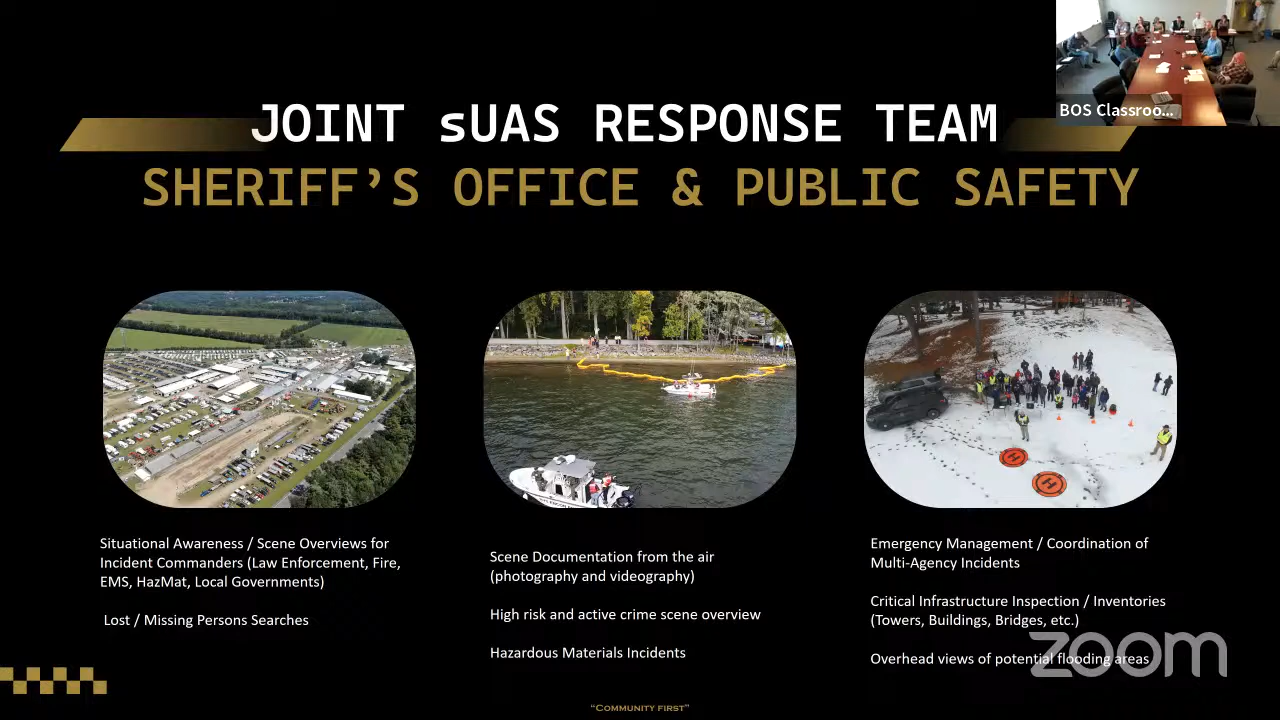 BOS Classroo...
JOINT sUAS RESPONSE TEAM
SHERIFF'S OFFICE & PUBLIC SAFETY
H
H
Situational Awareness / Scene Overviews for
Incident Commanders (Law Enforcement, Fire,
EMS, HazMat, Local Governments)
Lost / Missing Persons Searches
Scene Documentation from the air
(photography and videography)
High risk and active crime scene overview
Hazardous Materials Incidents
Emergency Management / Coordination of
Multi-Agency Incidents
Critical Infrastructure Inspection / Inventories
(Towers, Buildings, Bridges, etc.)
Overhead views of potential flooding areas
zoom
"COMMUNITY FIRST"